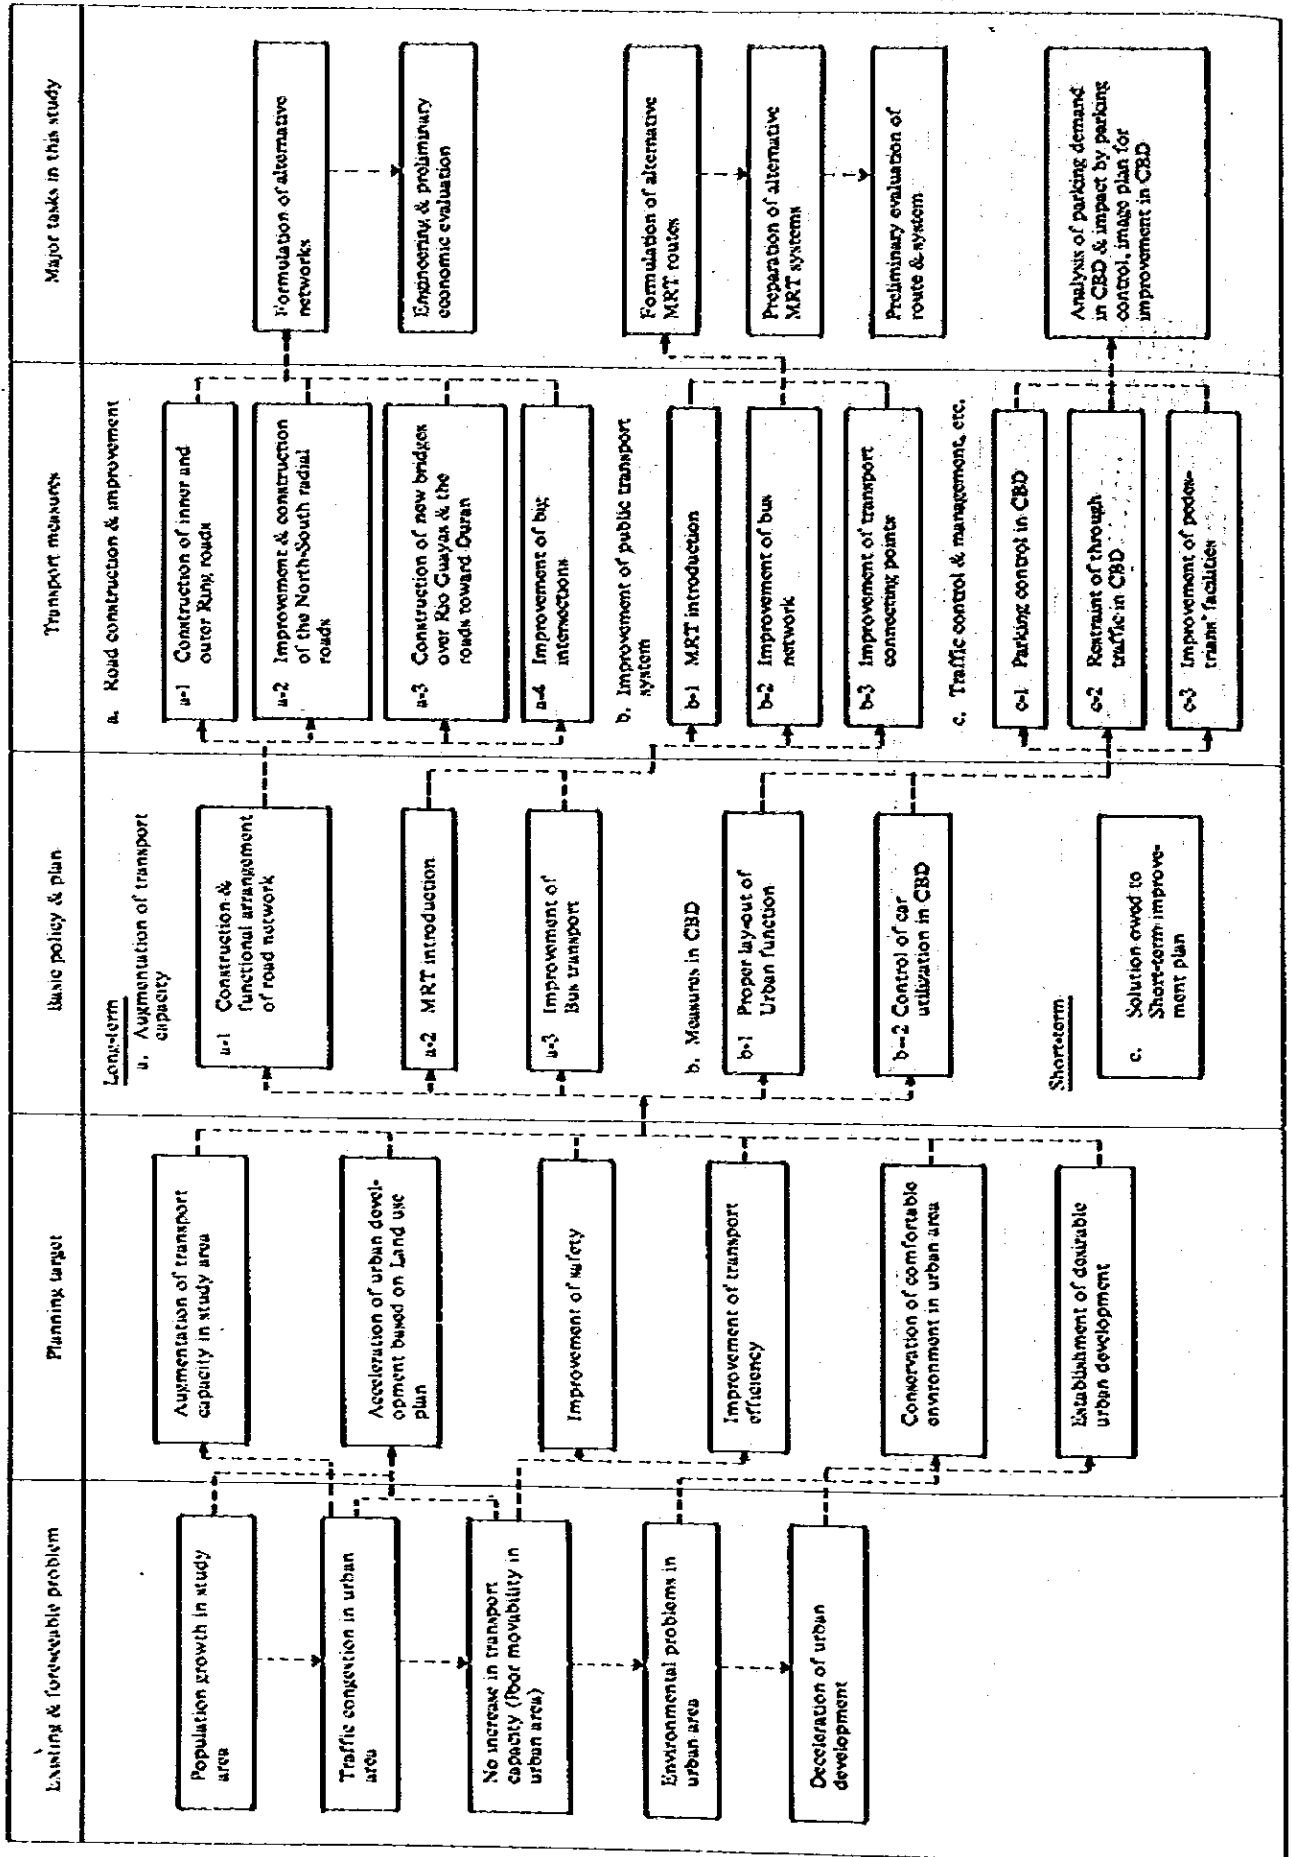 Existing & foreseeable problem
Planning target
Basic policy & plan
Transport measures
Major tasks in this study
Population growth in study
area
Traffic congestion in urban
area
No increase in transport
capacity (Poor movability in
urban area)
Environmental problems in
urban area
Deceleration of urban
development
Augmentation of transport
capacity in study area
Acceleration of urban devel-
opment based on Land use
plan
Improvement of safety
Improvement of transport
efficiency
Conservation of comfortable
environment in urban area
Establishment of desirable
urban development
Long-term
a. Augmentation of transport
capacity
a-1 Construction &
functional arrangement
of road network
a-2 MRT introduction
a-3 Improvement of
Bus transport
b. Measures in CBD
b-1 Proper lay-out of
Urban function
b-2 Control of car
utilization in CBD
Short-term
c. Solution owed to
Short-term improve-
ment plan
a. Road construction & improvement
a-1 Construction of inner and
outer Ring roads
a-2 Improvement & construction
of the North-South radial
roads
a-3 Construction of new bridges
over Rio Guayas & the
roads toward Duran
a-4 Improvement of big
intersections
b. Improvement of public transport
system
b-1 MRT introduction
b-2 Improvement of bus
network
b-3 Improvement of transport
connecting points
c. Traffic control & management, etc.
c-1 Parking control in CBD
c-2 Restraint of through
traffic in CBD
c-3 Improvement of pedes-
trians' facilities
Formulation of alternative
networks
Engineering & preliminary
economic evaluation
Formulation of alternative
MRT routes
Preparation of alternative
MRT systems
Preliminary evaluation of
route & system
Analysis of parking demand
in CBD & impact by parking
control, image plan for
improvement in CBD